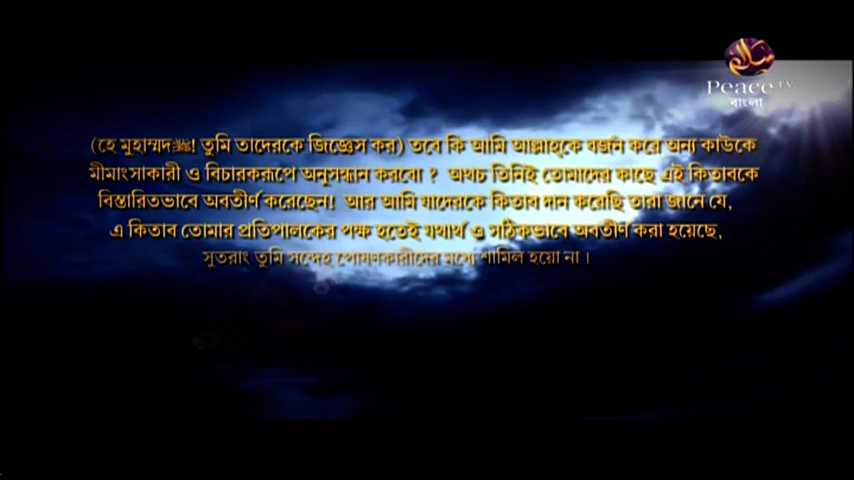 Peace TV
বাংলা
(হে মুহাম্মদﷺ! তুমি তাদেরকে জিজ্ঞেস কর) তবে কি আমি আল্লাহ্‌কে বর্জন করে অন্য কাউকে
মীমাংসাকারী ও বিচারকরূপে অনুসন্ধান করবো ? অথচ তিনিই তোমাদের কাছে এই কিতাবকে
বিস্তারিতভাবে অবতীর্ণ করেছেন! আর আমি যাদেরকে কিতাব দান করেছি তারা জানে যে,
এ কিতাব তোমার প্রতিপালকের পক্ষ হতেই যথার্থ ও সঠিকভাবে অবতীর্ণ করা হয়েছে,
সুতরাং তুমি সন্দেহ পোষণকারীদের মধ্যে শামিল হয়ো না ।